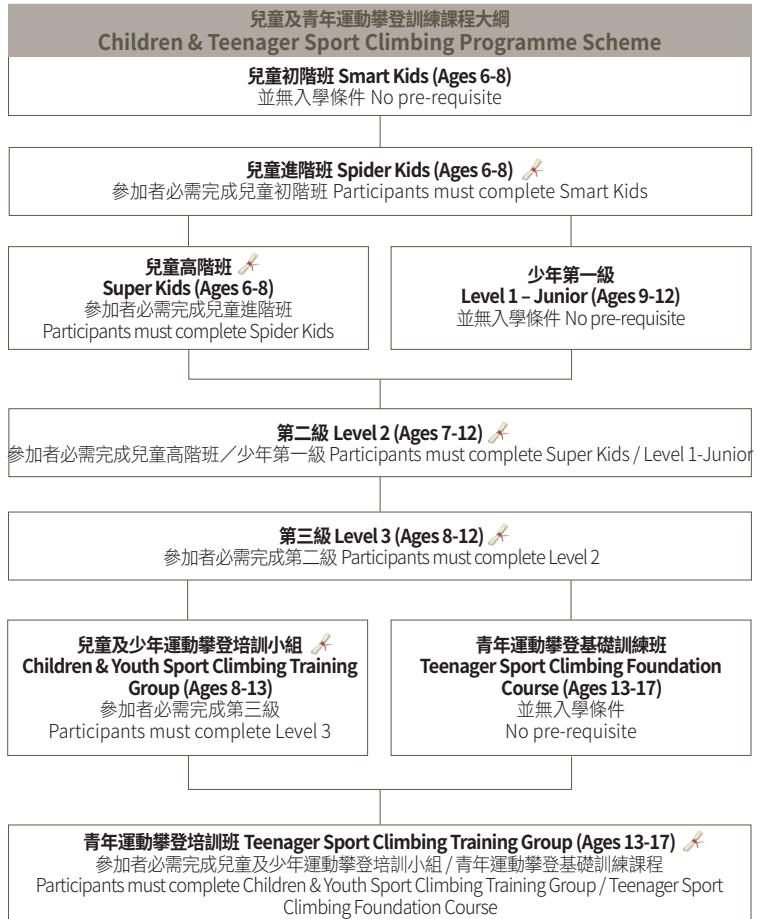 兒童及青年運動攀登訓練課程大綱
Children & Teenager Sport Climbing Programme Scheme
兒童初階班 Smart Kids (Ages 6-8)
並無入學條件 No pre-requisite
兒童進階班 Spider Kids (Ages 6-8)
參加者必需完成兒童初階班 Participants must complete Smart Kids
兒童高階班
Super Kids (Ages 6-8)
參加者必需完成兒童進階班
Participants must complete Spider Kids
少年第一級
Level 1 – Junior (Ages 9-12)
並無入學條件 No pre-requisite
第二級 Level 2 (Ages 7-12)
參加者必需完成兒童高階班／少年第一級 Participants must complete Super Kids / Level 1-Junior
第三級 Level 3 (Ages 8-12)
參加者必需完成第二級 Participants must complete Level 2
兒童及少年運動攀登培訓小組
Children & Youth Sport Climbing Training
Group (Ages 8-13)
參加者必需完成第三級
Participants must complete Level 3
青年運動攀登基礎訓練班
Teenager Sport Climbing Foundation
Course (Ages 13-17)
並無入學條件
No pre-requisite
青年運動攀登培訓班 Teenager Sport Climbing Training Group (Ages 13-17)
參加者必需完成兒童及少年運動攀登培訓小組 / 青年運動攀登基礎訓練課程
Participants must complete Children & Youth Sport Climbing Training Group / Teenager Sport
Climbing Foundation Course